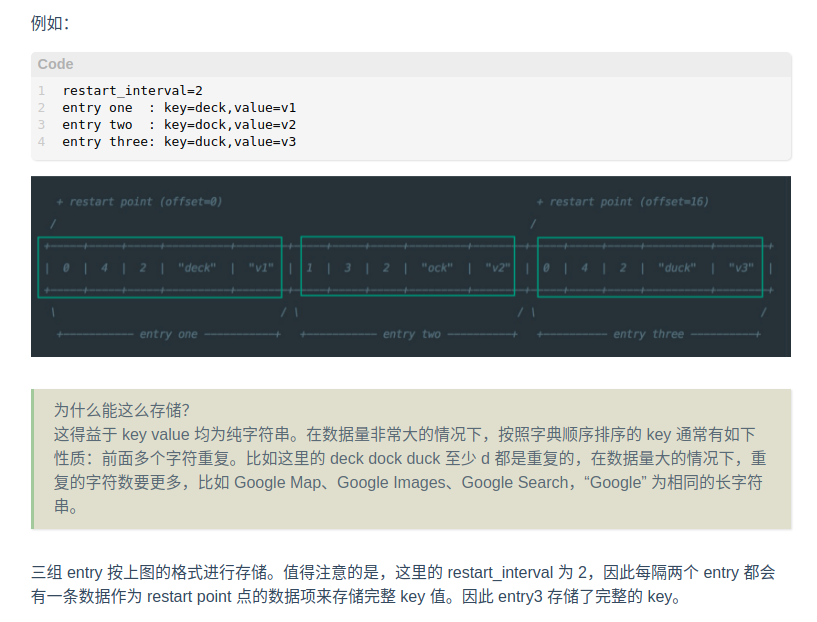 例如：
Code
1 restart_interval=2
2 entry one  : key=deck,value=v1
3 entry two  : key=dock,value=v2
4 entry three: key=duck,value=v3
+ restart point (offset=0) + restart point (offset=16)
/ /
| 0 | 4 | 2 | "deck" | "v1" | | 1 | 3 | 2 | "ock" | "v2" | | 0 | 4 | 2 | "duck" | "v3" |
\ / \ / \ /
+----------- entry one -----------+ +----------- entry two ----------+ +---------- entry three ----------+
为什么能这么存储？
这得益于 key value 均为纯字符串。在数据量非常大的情况下，按照字典顺序排序的 key 通常有如下
性质：前面多个字符重复。比如这里的 deck dock duck 至少 d 都是重复的，在数据量大的情况下，重
复的字符数要更多，比如 Google Map、Google Images、Google Search，“Google” 为相同的长字符
串。
三组 entry 按上图的格式进行存储。值得注意的是，这里的 restart_interval 为 2，因此每隔两个 entry 都会
有一条数据作为 restart point 点的数据项来存储完整 key 值。因此 entry3 存储了完整的 key。